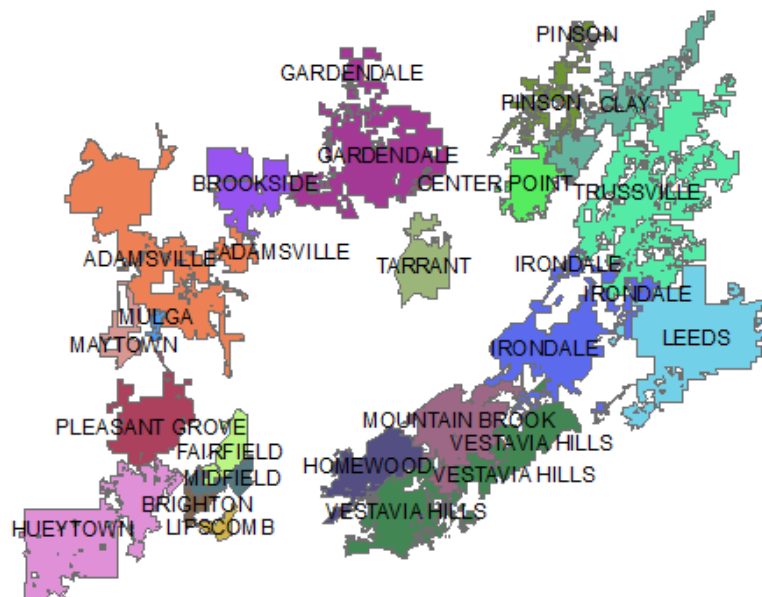 PINSON
GARDENDALE
PINSON
CLAY
GARDENDALE
BROOKSIDE
CENTER POINT
TRUSSVILLE
ADAMSVILLE
ADAMSVILLE
TARRANT
IRONDALE
IRONDALE
MULGA
MAYTOWN
IRONDALE
LEEDS
MOUNTAIN BROOK
PLEASANT GROVE
VESTAVIA HILLS
FAIRFIELD
HOMEWOOD
MIDFIELD
VESTAVIA HILLS
BRIGHTON
VESTAVIA HILLS
HUEYTOWN
LIPSCOMB